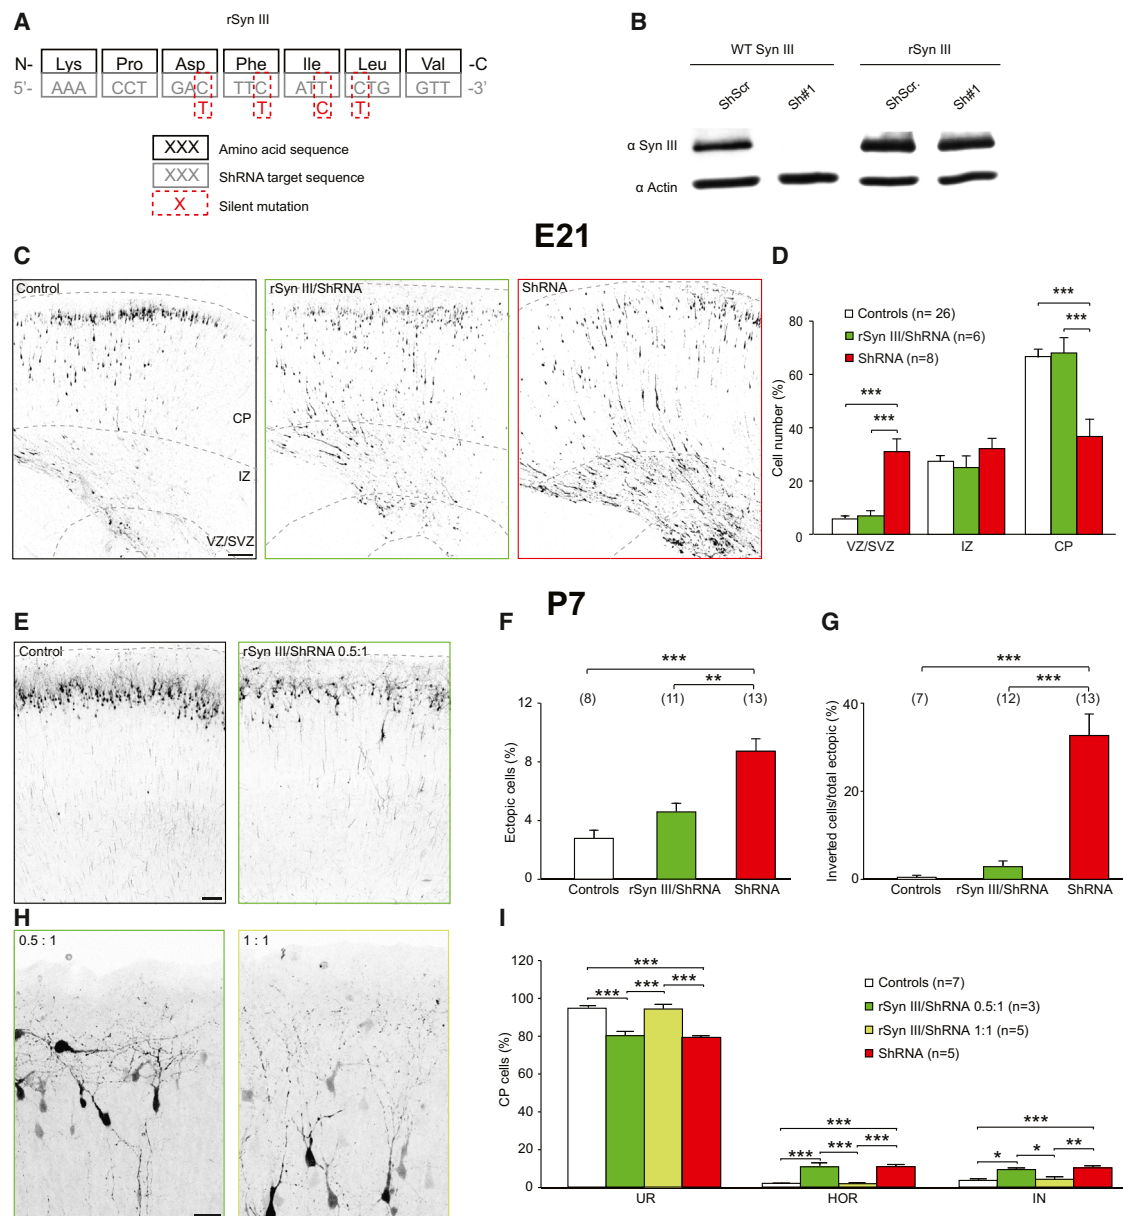 A
rSyn III
N- Lys Pro Asp Phe Ile Leu Val -C
5'- AAA CCT GAC TTC ATT CTG GTT -3'
T T C T
XXX Amino acid sequence
XXX ShRNA target sequence
X Silent mutation
B
WT Syn III rSyn III
ShScr Sh#1 ShScr. Sh#1
α Syn III
α Actin
E21
C
Control
CP
IZ
VZ/SVZ
rSyn III/ShRNA
ShRNA
D
Controls (n= 26)
rSyn III/ShRNA (n=6)
ShRNA (n=8)
*** ***
*** ***
Cell number (%)
80
60
40
20
0
VZ/SVZ IZ CP
P7
E
Control
rSyn III/ShRNA 0.5:1
F
***
**
(8) (11) (13)
Ectopic cells (%)
12
8
4
0
Controls rSyn III/ShRNA ShRNA
G
***
***
(7) (12) (13)
Inverted cells/total ectopic (%)
40
20
0
Controls rSyn III/ShRNA ShRNA
H
0.5 : 1
1 : 1
I
CP cells (%)
120
100
80
60
40
20
0
***
*** *** ***
***
*** *** ***
***
* * **
UR HOR IN
Controls (n=7)
rSyn III/ShRNA 0.5:1 (n=3)
rSyn III/ShRNA 1:1 (n=5)
ShRNA (n=5)